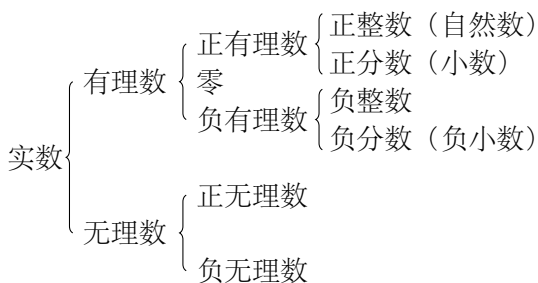 正整数（自然数）
正有理数
正分数（小数）
有理数
零
负整数
负有理数
负分数（负小数）
实数
正无理数
无理数
负无理数